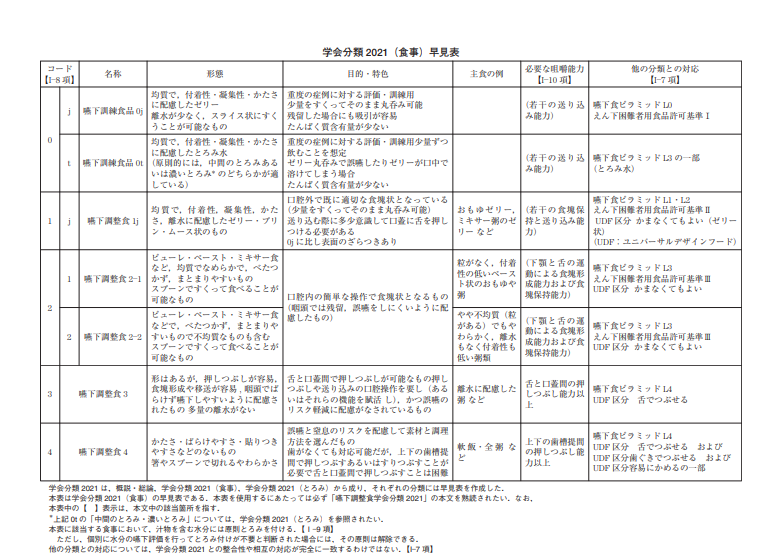 学会分類 2021（食事）早見表
コード
【I-8 項】
名称
形態
目的・特色
主食の例
必要な咀嚼能力
【I-10 項】
他の分類との対応
【I-7 項】
0
j
嚥下訓練食品 0j
均質で，付着性・凝集性・かたさ
に配慮したゼリー
離水が少なく，スライス状にすく
うことが可能なもの
重度の症例に対する評価・訓練用
少量をすくってそのまま丸呑み可能
残留した場合にも吸引が容易
たんぱく質含有量が少ない
（若干の送り込
み能力）
嚥下食ピラミッド L0
えん下困難者用食品許可基準Ⅰ
t
嚥下訓練食品 0t
均質で，付着性・凝集性・かたさ
に配慮したとろみ水
（原則的には，中間のとろみある
いは濃いとろみ* のどちらかが適
している）
重度の症例に対する評価・訓練用少量ずつ
飲むことを想定
ゼリー丸呑みで誤嚥したりゼリーが口中で
溶けてしまう場合
たんぱく質含有量が少ない
（若干の送り込
み能力）
嚥下食ピラミッド L3 の一部
（とろみ水）
1
j
嚥下調整食 1j
均質で，付着性，凝集性，かた
さ，離水に配慮したゼリー・プリ
ン・ムース状のもの
口腔外で既に適切な食塊状となっている
（少量をすくってそのまま丸呑み可能）
送り込む際に多少意識して口蓋に舌を押し
つける必要がある
0j に比し表面のざらつきあり
おもゆゼリー，
ミキサー粥のゼ
リー など
（若干の食塊保
持と送り込み能
力）
嚥下食ピラミッド L1・L2
えん下困難者用食品許可基準Ⅱ
UDF 区分 かまなくてもよい（ゼリー
状）
（UDF：ユニバーサルデザインフード）
2
1
嚥下調整食 2-1
ピューレ・ペースト・ミキサー食
など，均質でなめらかで，べたつ
かず，まとまりやすいもの
スプーンですくって食べることが
可能なもの
口腔内の簡単な操作で食塊状となるもの
（咽頭では残留，誤嚥をしにくいように配
慮したもの）
粒がなく，付着
性の低いペース
ト状のおもゆや
粥
（下顎と舌の運
動による食塊形
成能力および食
塊保持能力）
嚥下食ピラミッド L3
えん下困難者用食品許可基準Ⅲ
UDF 区分 かまなくてもよい
2
嚥下調整食 2-2
ピューレ・ペースト・ミキサー食
などで，べたつかず，まとまりや
すいもので不均質なものも含む
スプーンですくって食べることが
可能なもの
やや不均質（粒
がある）でもや
わらかく，離水
もなく付着性も
低い粥類
（下顎と舌の運
動による食塊形
成能力および食
塊保持能力）
嚥下食ピラミッド L3
えん下困難者用食品許可基準Ⅲ
UDF 区分 かまなくてもよい
3
嚥下調整食 3
形はあるが，押しつぶしが容易，
食塊形成や移送が容易，咽頭でば
らけず嚥下しやすいように配慮さ
れたもの 多量の離水がない
舌と口蓋間で押しつぶしが可能なもの押し
つぶしや送り込みの口腔操作を要し（ある
いはそれらの機能を賦活 し），かつ誤嚥の
リスク軽減に配慮がなされているもの
離水に配慮した
粥 など
舌と口蓋間の押
しつぶし能力以
上
嚥下食ピラミッド L4
UDF 区分 舌でつぶせる
4
嚥下調整食 4
かたさ・ばらけやすさ・貼りつき
やすさなどのないもの
箸やスプーンで切れるやわらかさ
誤嚥と窒息のリスクを配慮して素材と調理
方法を選んだもの
歯がなくても対応可能だが，上下の歯槽提
間で押しつぶすあるいはすりつぶすことが
必要で舌と口蓋間で押しつぶすことは困難
軟飯・全粥 な
ど
上下の歯槽提間
の押しつぶし能
力以上
嚥下食ピラミッド L4
UDF 区分 舌でつぶせる および
UDF 区分歯ぐきでつぶせる および
UDF 区分容易にかめるの一部
学会分類 2021 は，概説・総論，学会分類 2021（食事），学会分類 2021（とろみ）から成り，それぞれの分類には早見表を作成した．
本表は学会分類 2021（食事）の早見表である．本表を使用するにあたっては必ず「嚥下調整食学会分類 2021」の本文を熟読されたい．なお，
本表中の【 】表示は，本文中の該当箇所を指す．
*上記 0t の「中間のとろみ・濃いとろみ」については，学会分類 2021（とろみ）を参照されたい．
本表に該当する食事において，汁物を含む水分には原則とろみを付ける．【Ⅰ-9 項】
ただし，個別に水分の嚥下評価を行ってとろみ付けが不要と判断された場合には，その原則は解除できる．
他の分類との対応については，学会分類 2021 との整合性や相互の対応が完全に一致するわけではない．【I-7 項】